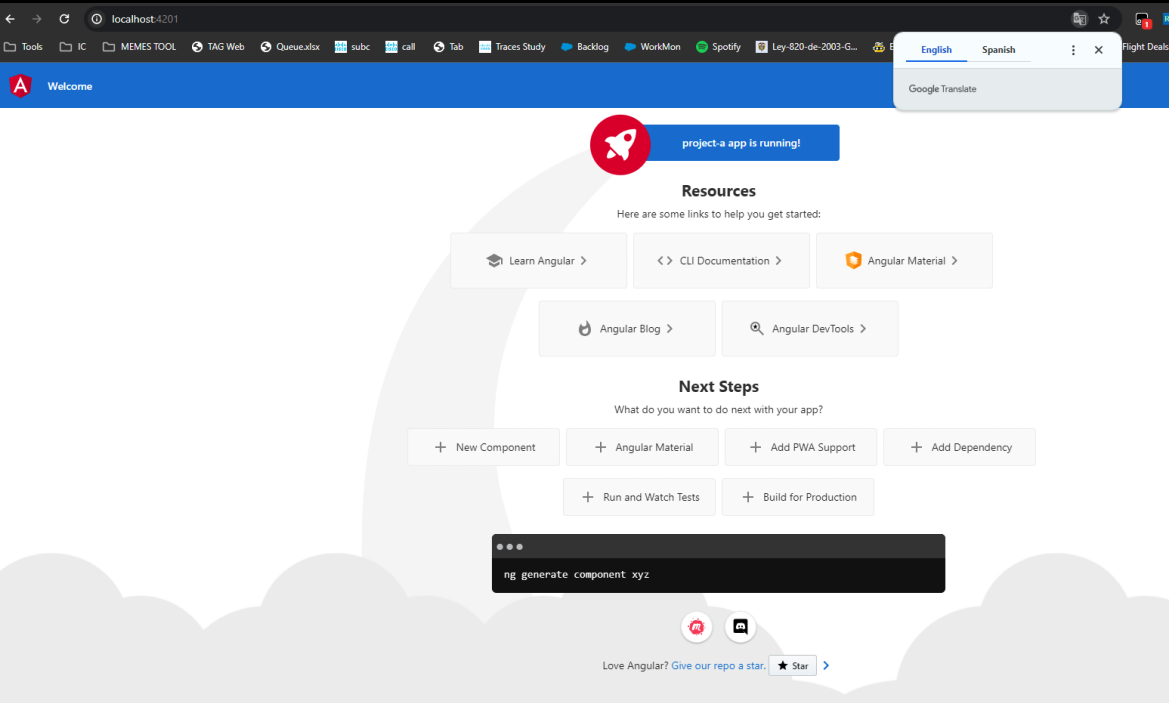 localhost:4201
Tools IC MEMES TOOL TAG Web Queue.xlsx subc call Tab Traces Study Backlog WorkMon Spotify Ley-820-de-2003-G... Flight Deals
English Spanish
Google Translate
Welcome
project-a app is running!
Resources
Here are some links to help you get started:
Learn Angular CLI Documentation Angular Material
Angular Blog Angular DevTools
Next Steps
What do you want to do next with your app?
New Component Angular Material Add PWA Support Add Dependency
Run and Watch Tests Build for Production
ng generate component xyz
Love Angular? Give our repo a star. Star